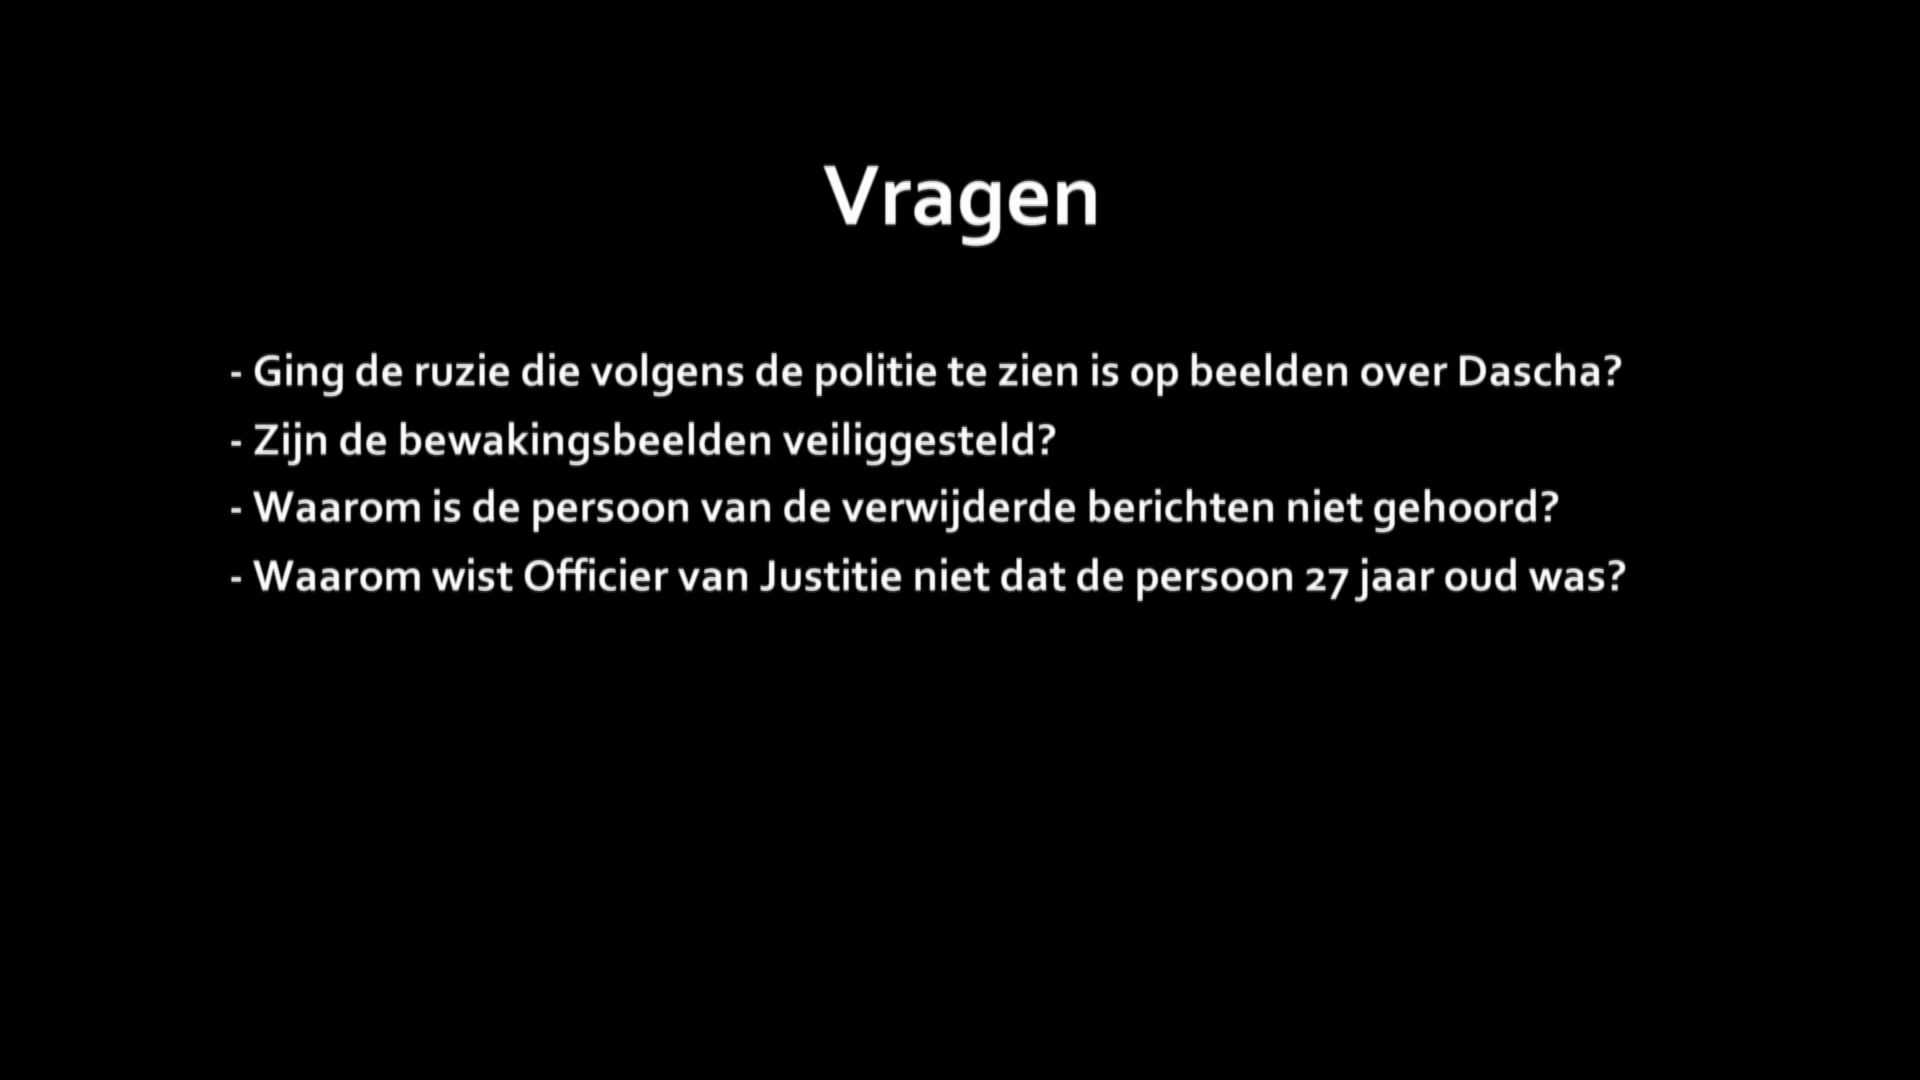 Vragen
- Ging de ruzie die volgens de politie te zien is op beelden over Dascha?
- Zijn de bewakingsbeelden veiliggesteld?
- Waarom is de persoon van de verwijderde berichten niet gehoord?
- Waarom wist Officier van Justitie niet dat de persoon 27 jaar oud was?